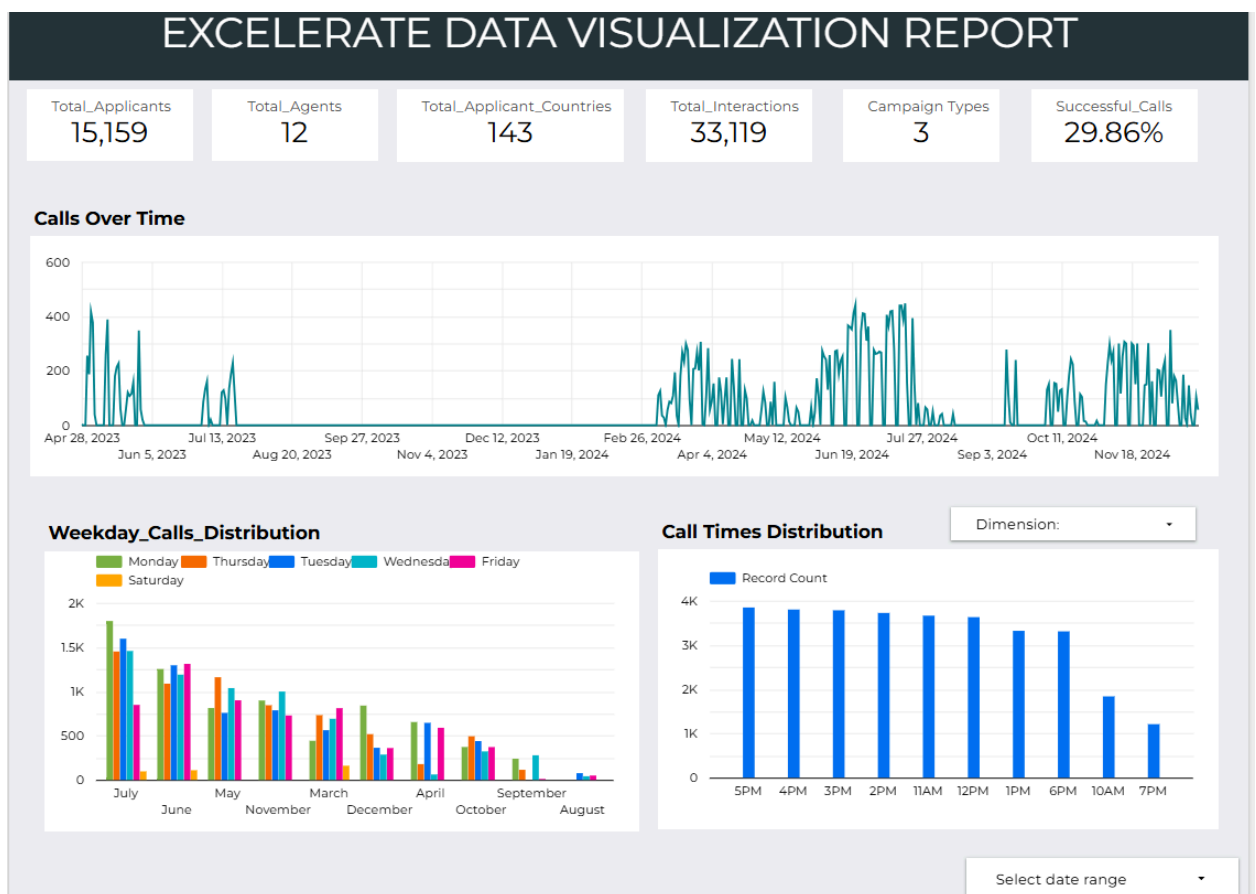 EXCELERATE DATA VISUALIZATION REPORT
Total_Applicants Total_Agents Total_Applicant_Countries Total_Interactions Campaign Types Successful_Calls
15,159 12 143 33,119 3 29.86%
Calls Over Time
600
400
200
0
Apr 28, 2023 Jul 13, 2023 Sep 27, 2023 Dec 12, 2023 Feb 26, 2024 May 12, 2024 Jul 27, 2024 Oct 11, 2024
Jun 5, 2023 Aug 20, 2023 Nov 4, 2023 Jan 19, 2024 Apr 4, 2024 Jun 19, 2024 Sep 3, 2024 Nov 18, 2024
Weekday_Calls_Distribution
Monday Thursday Tuesday Wednesda Friday
Saturday
2K
1.5K
1K
500
0
July May March April September
June November December October August
Call Times Distribution
Dimension:
Record Count
4K
3K
2K
1K
0
5PM 4PM 3PM 2PM 11AM 12PM 1PM 6PM 10AM 7PM
Select date range